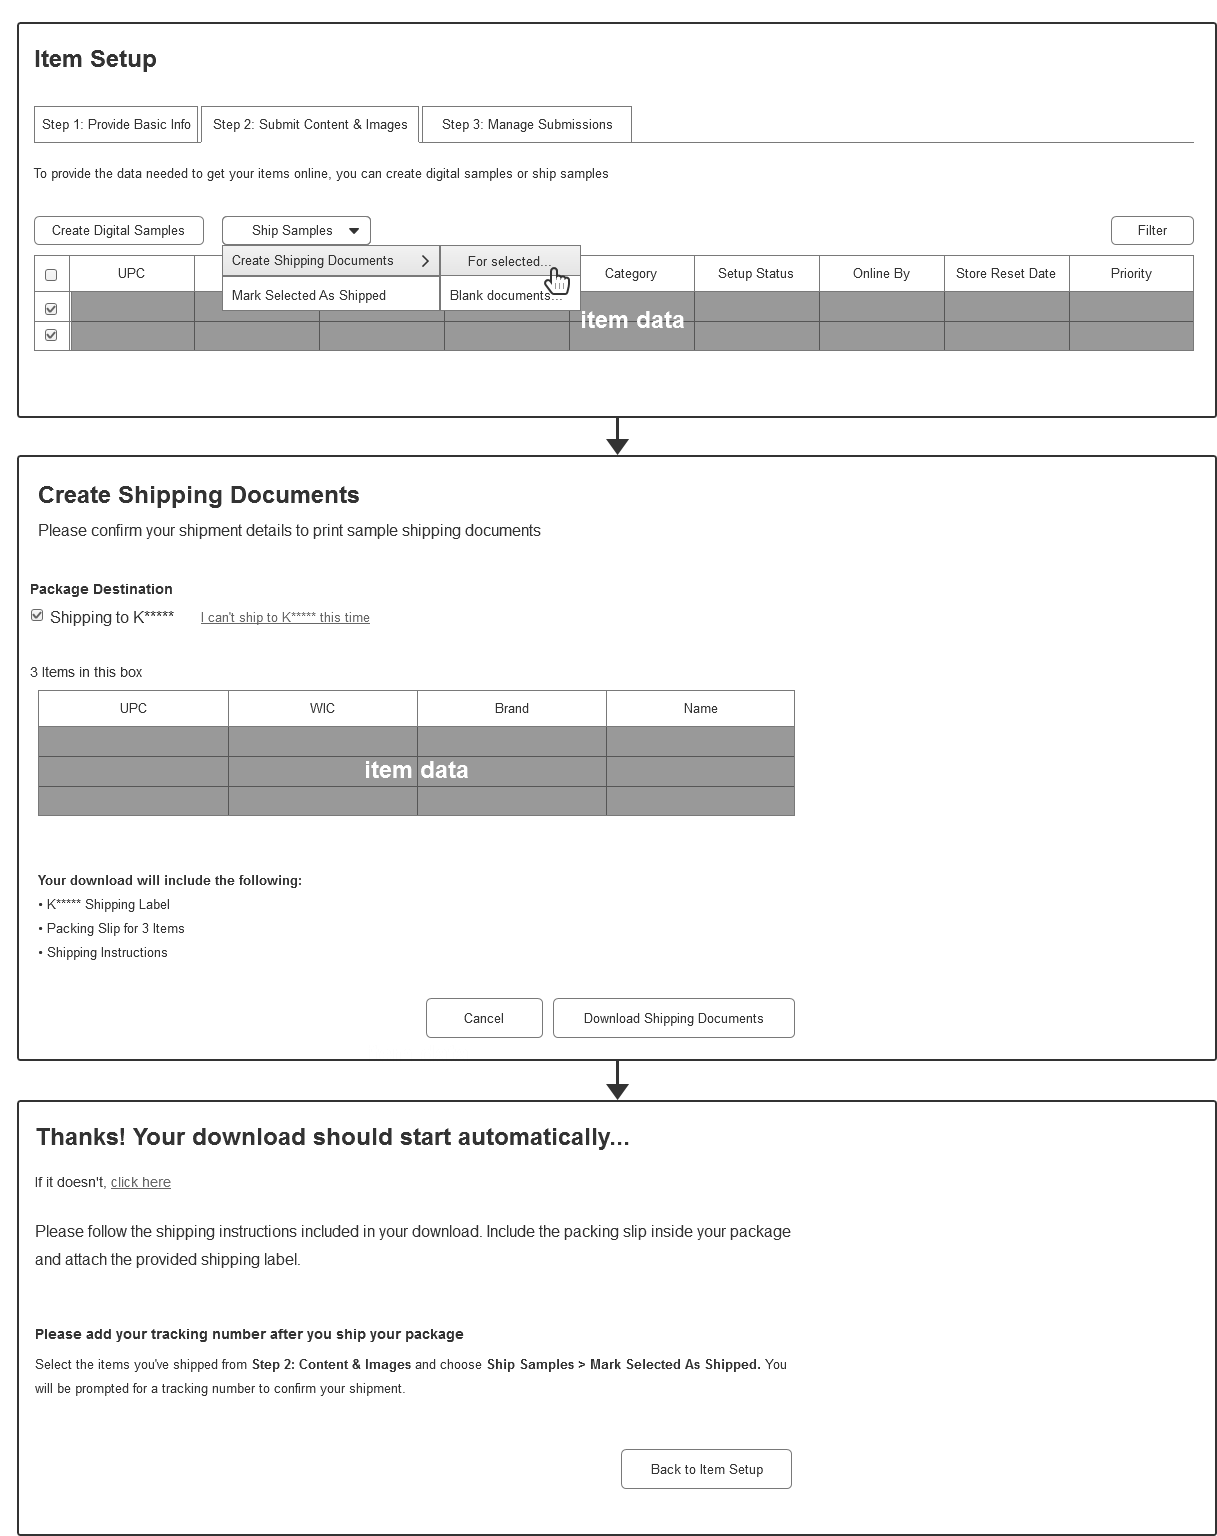 Item Setup
Step 1: Provide Basic Info
Step 2: Submit Content & Images
Step 3: Manage Submissions
To provide the data needed to get your items online, you can create digital samples or ship samples
Create Digital Samples
Ship Samples
Filter
Create Shipping Documents
For selected...
Mark Selected As Shipped
Blank documents...
UPC
Category
Setup Status
Online By
Store Reset Date
Priority
item data
Create Shipping Documents
Please confirm your shipment details to print sample shipping documents
Package Destination
Shipping to K*****
I can't ship to K***** this time
3 Items in this box
UPC
WIC
Brand
Name
item data
Your download will include the following:
• K***** Shipping Label
• Packing Slip for 3 Items
• Shipping Instructions
Cancel
Download Shipping Documents
Thanks! Your download should start automatically...
If it doesn't, click here
Please follow the shipping instructions included in your download. Include the packing slip inside your package
and attach the provided shipping label.
Please add your tracking number after you ship your package
Select the items you've shipped from Step 2: Content & Images and choose Ship Samples > Mark Selected As Shipped. You
will be prompted for a tracking number to confirm your shipment.
Back to Item Setup